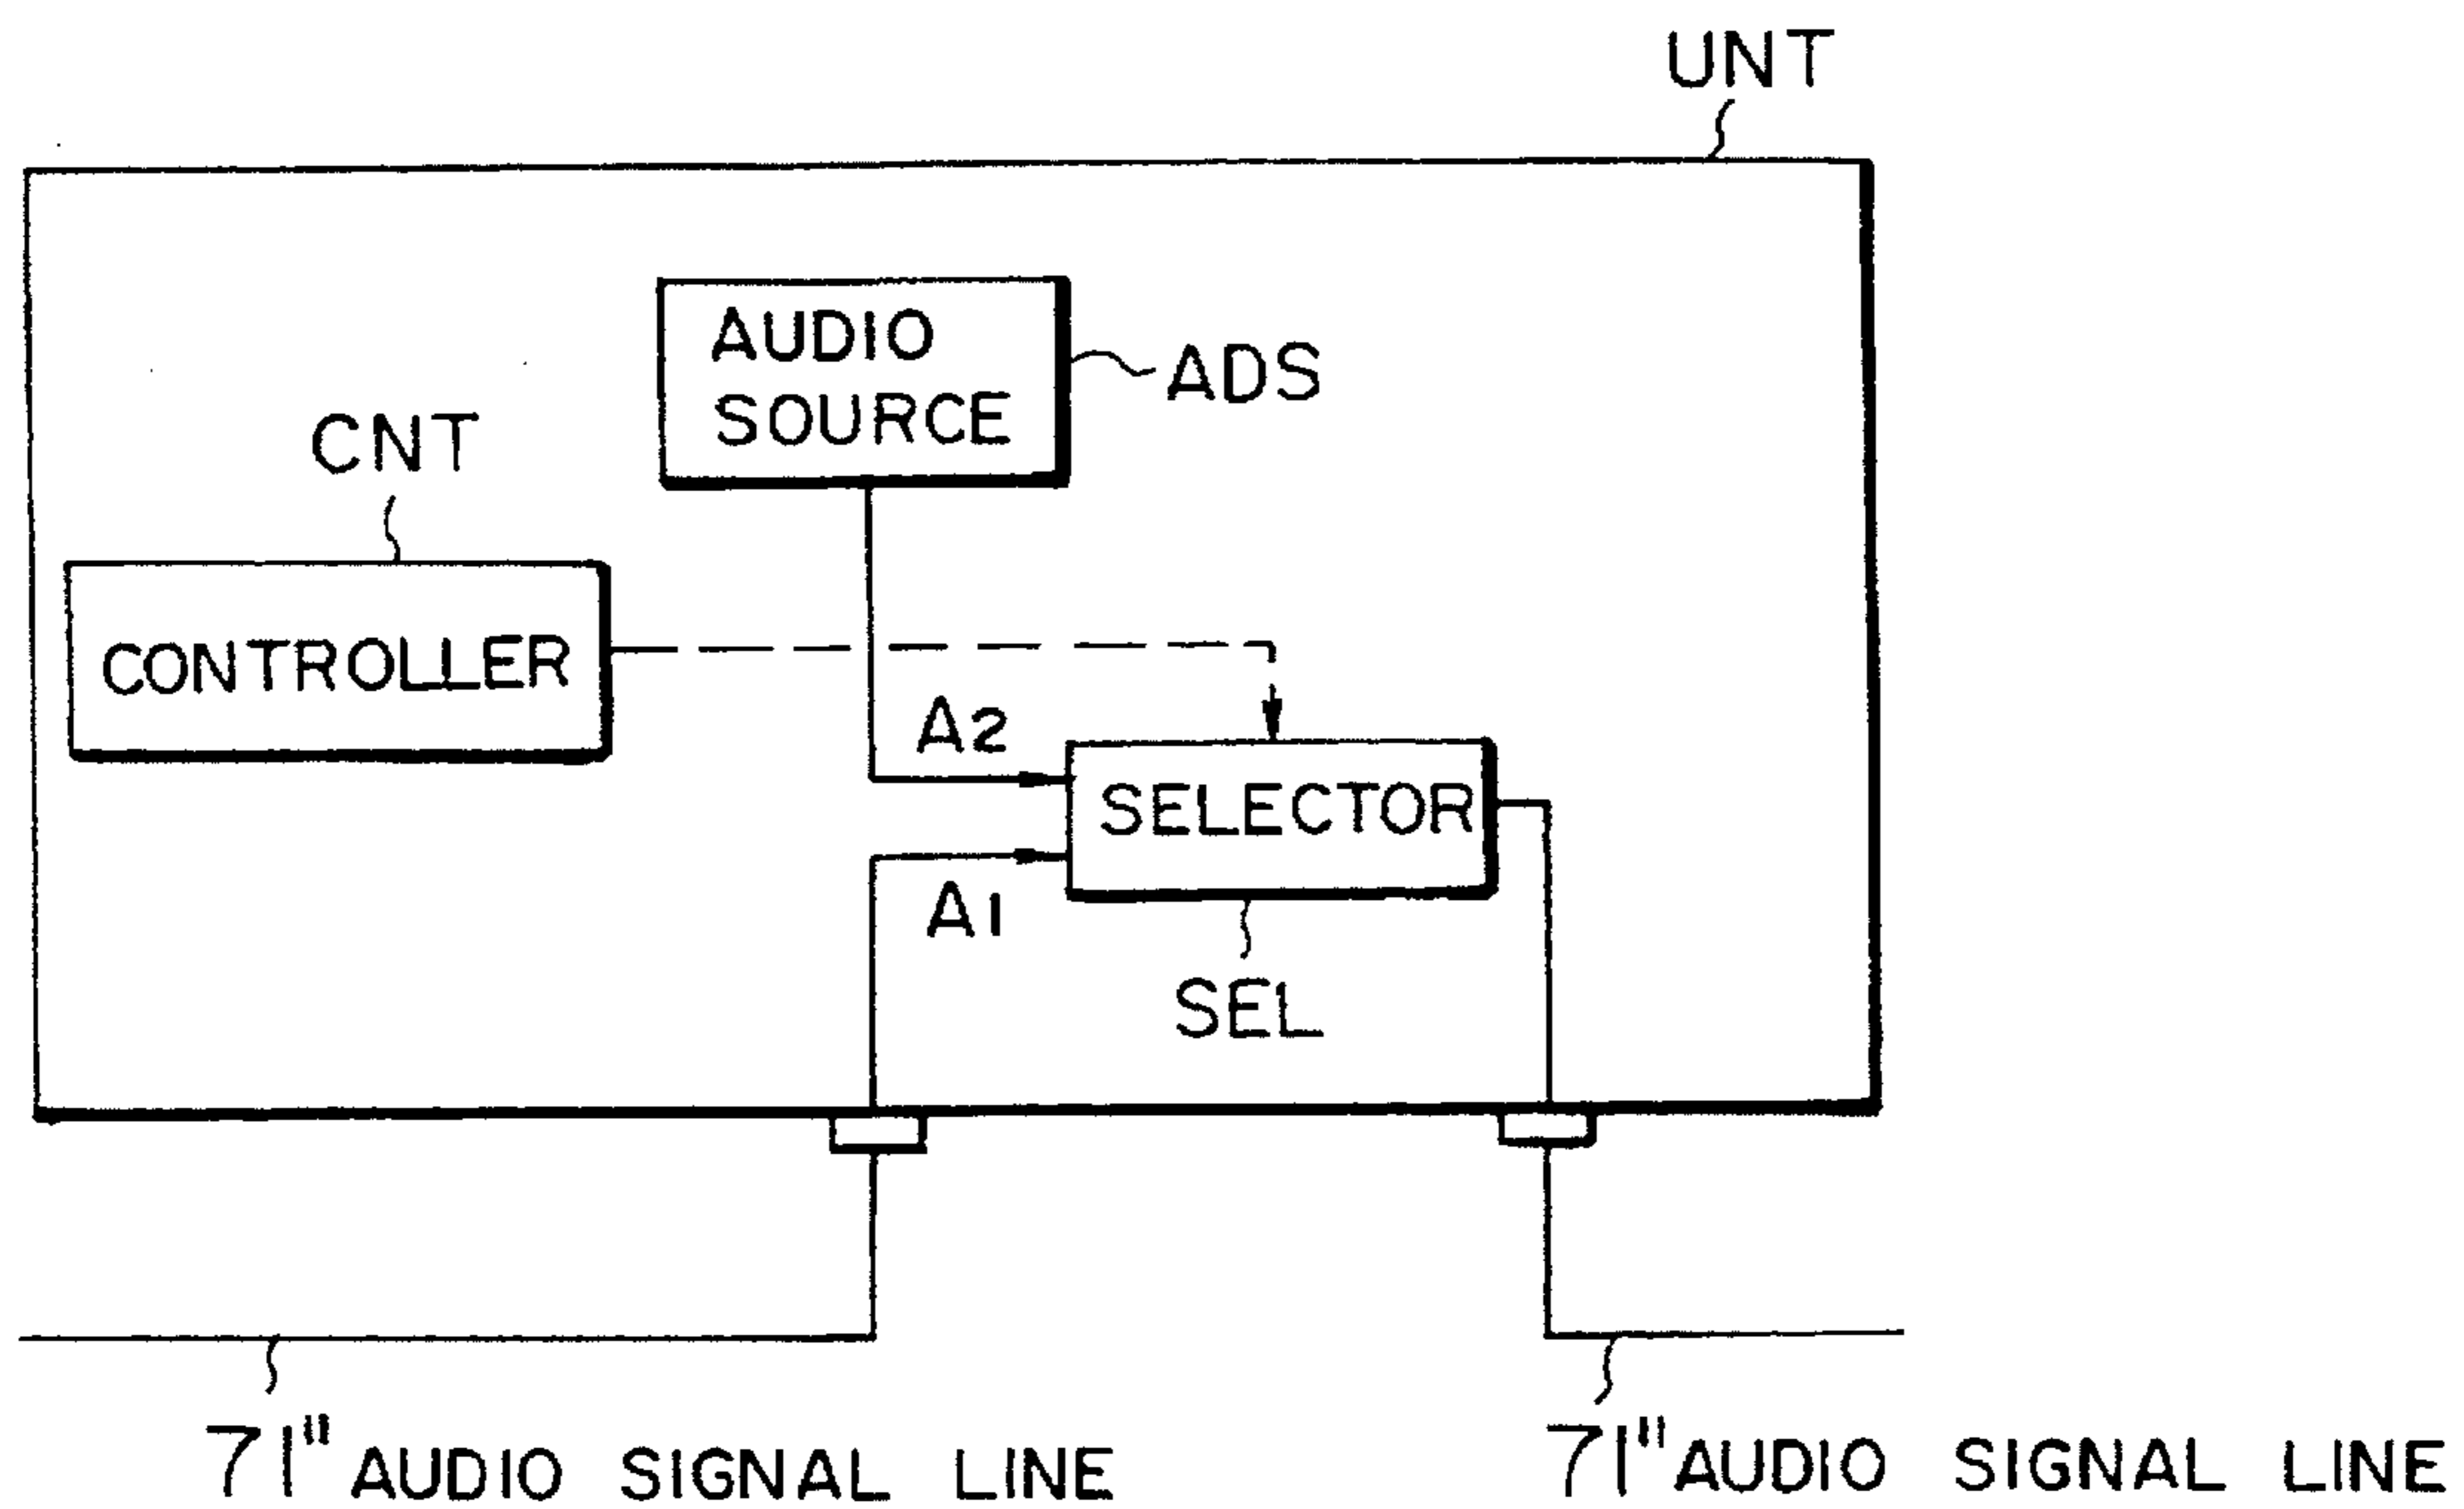 UNT
AUDIO
SOURCE
ADS
CNT
CONTROLLER
A2
SELECTOR
A1
SEL
71" AUDIO SIGNAL LINE
71" AUDIO SIGNAL LINE